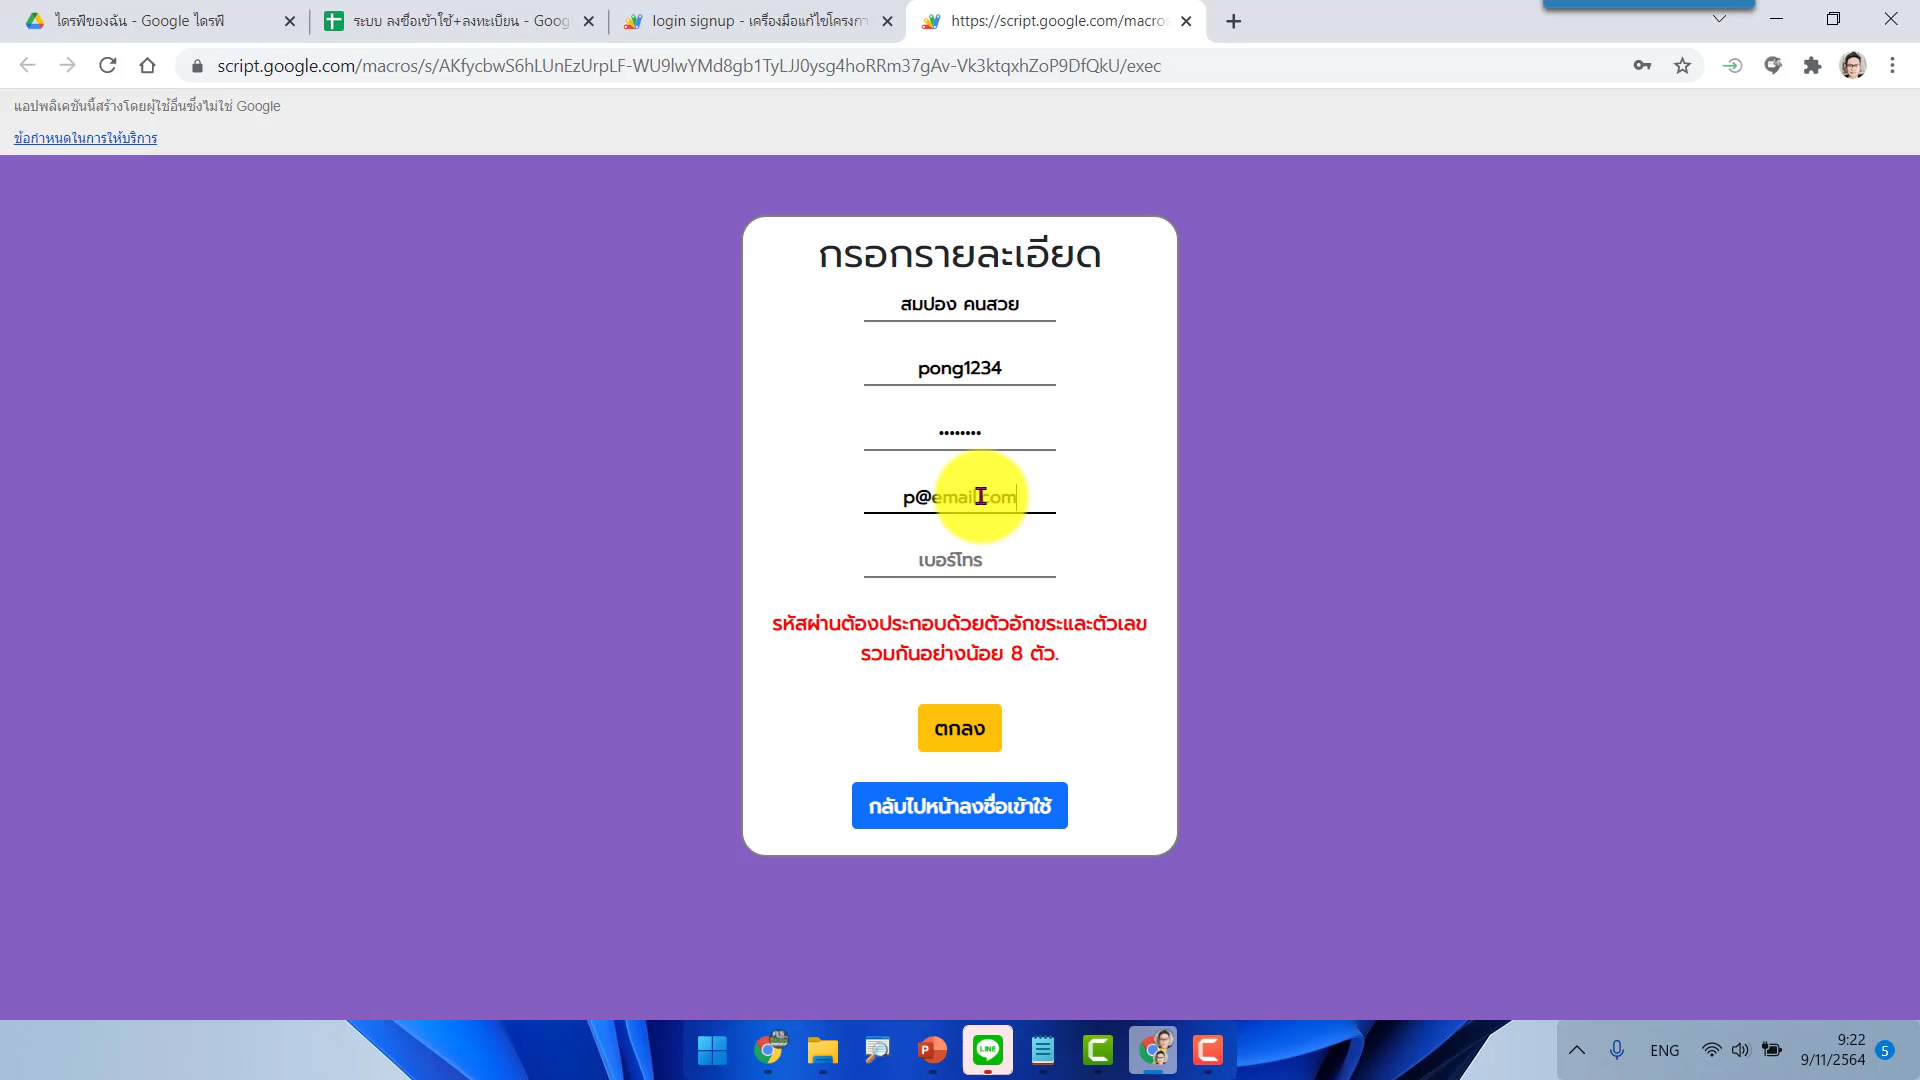 ไดรฟ์ของฉัน - Google ไดรฟ์
ระบบ ลงชื่อเข้าใช้+ลงทะเบียน - Goog
login signup - เครื่องมือแก้ไขโครงกา
https://script.google.com/macros
script.google.com/macros/s/AKfycbwS6hLUnEzUrpLF-WU9lwYMd8gb1TyLJJ0ysg4hoRRm37gAv-Vk3ktqxhZoP9DfQkU/exec
แอปพลิเคชันนี้สร้างโดยผู้ใช้อื่นซึ่งไม่ใช่ Google
ข้อกำหนดในการให้บริการ
กรอกรายละเอียด
สมปอง คนสวย
pong1234
p@email.com
เบอร์โทร
รหัสผ่านต้องประกอบด้วยตัวอักขระและตัวเลข
รวมกันอย่างน้อย 8 ตัว.
ตกลง
กลับไปหน้าลงชื่อเข้าใช้
LINE
ENG
9:22
9/11/2564
5